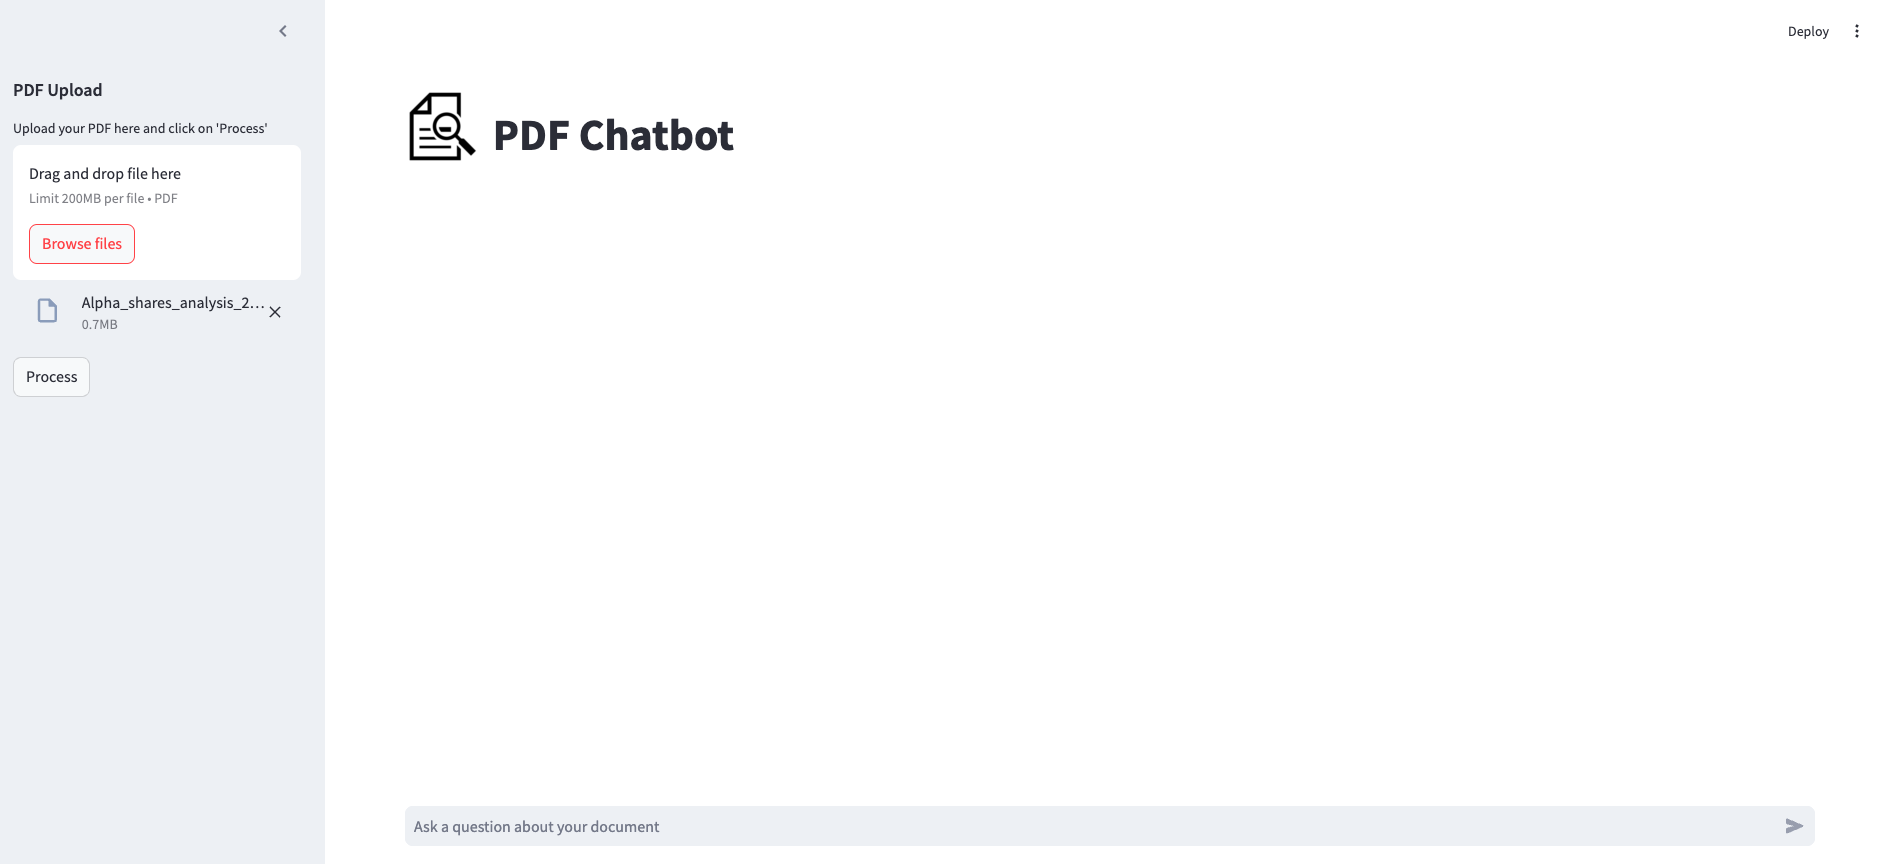 Deploy
PDF Upload
Upload your PDF here and click on 'Process'
Drag and drop file here
Limit 200MB per file • PDF
Browse files
Alpha_shares_analysis_2...
0.7MB
Process
PDF Chatbot
Ask a question about your document